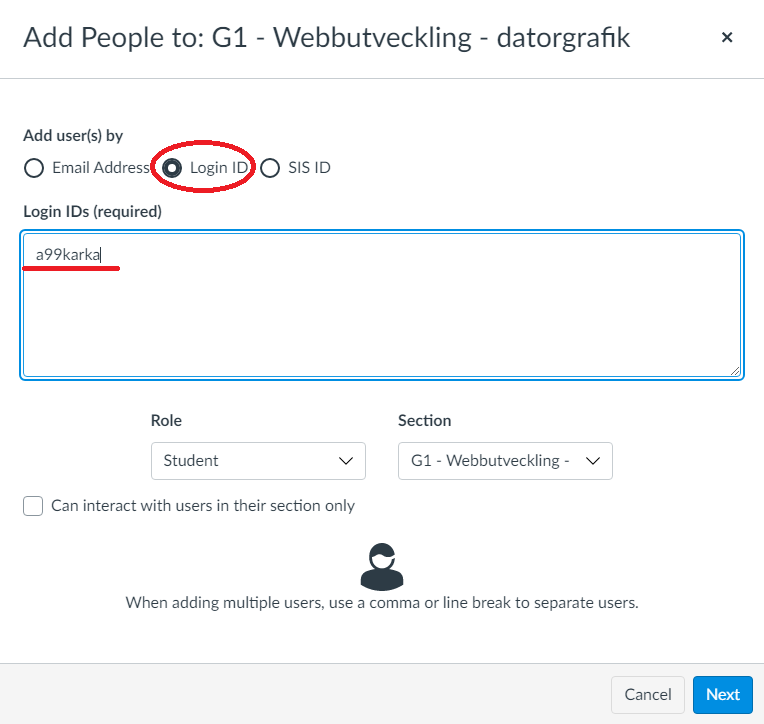 Add People to: G1 - Webbutveckling - datorgrafik
Add user(s) by
Email Address Login ID SIS ID
Login IDs (required)
a99karka
Role Section
Student G1 - Webbutveckling -
Can interact with users in their section only
When adding multiple users, use a comma or line break to separate users.
Cancel Next